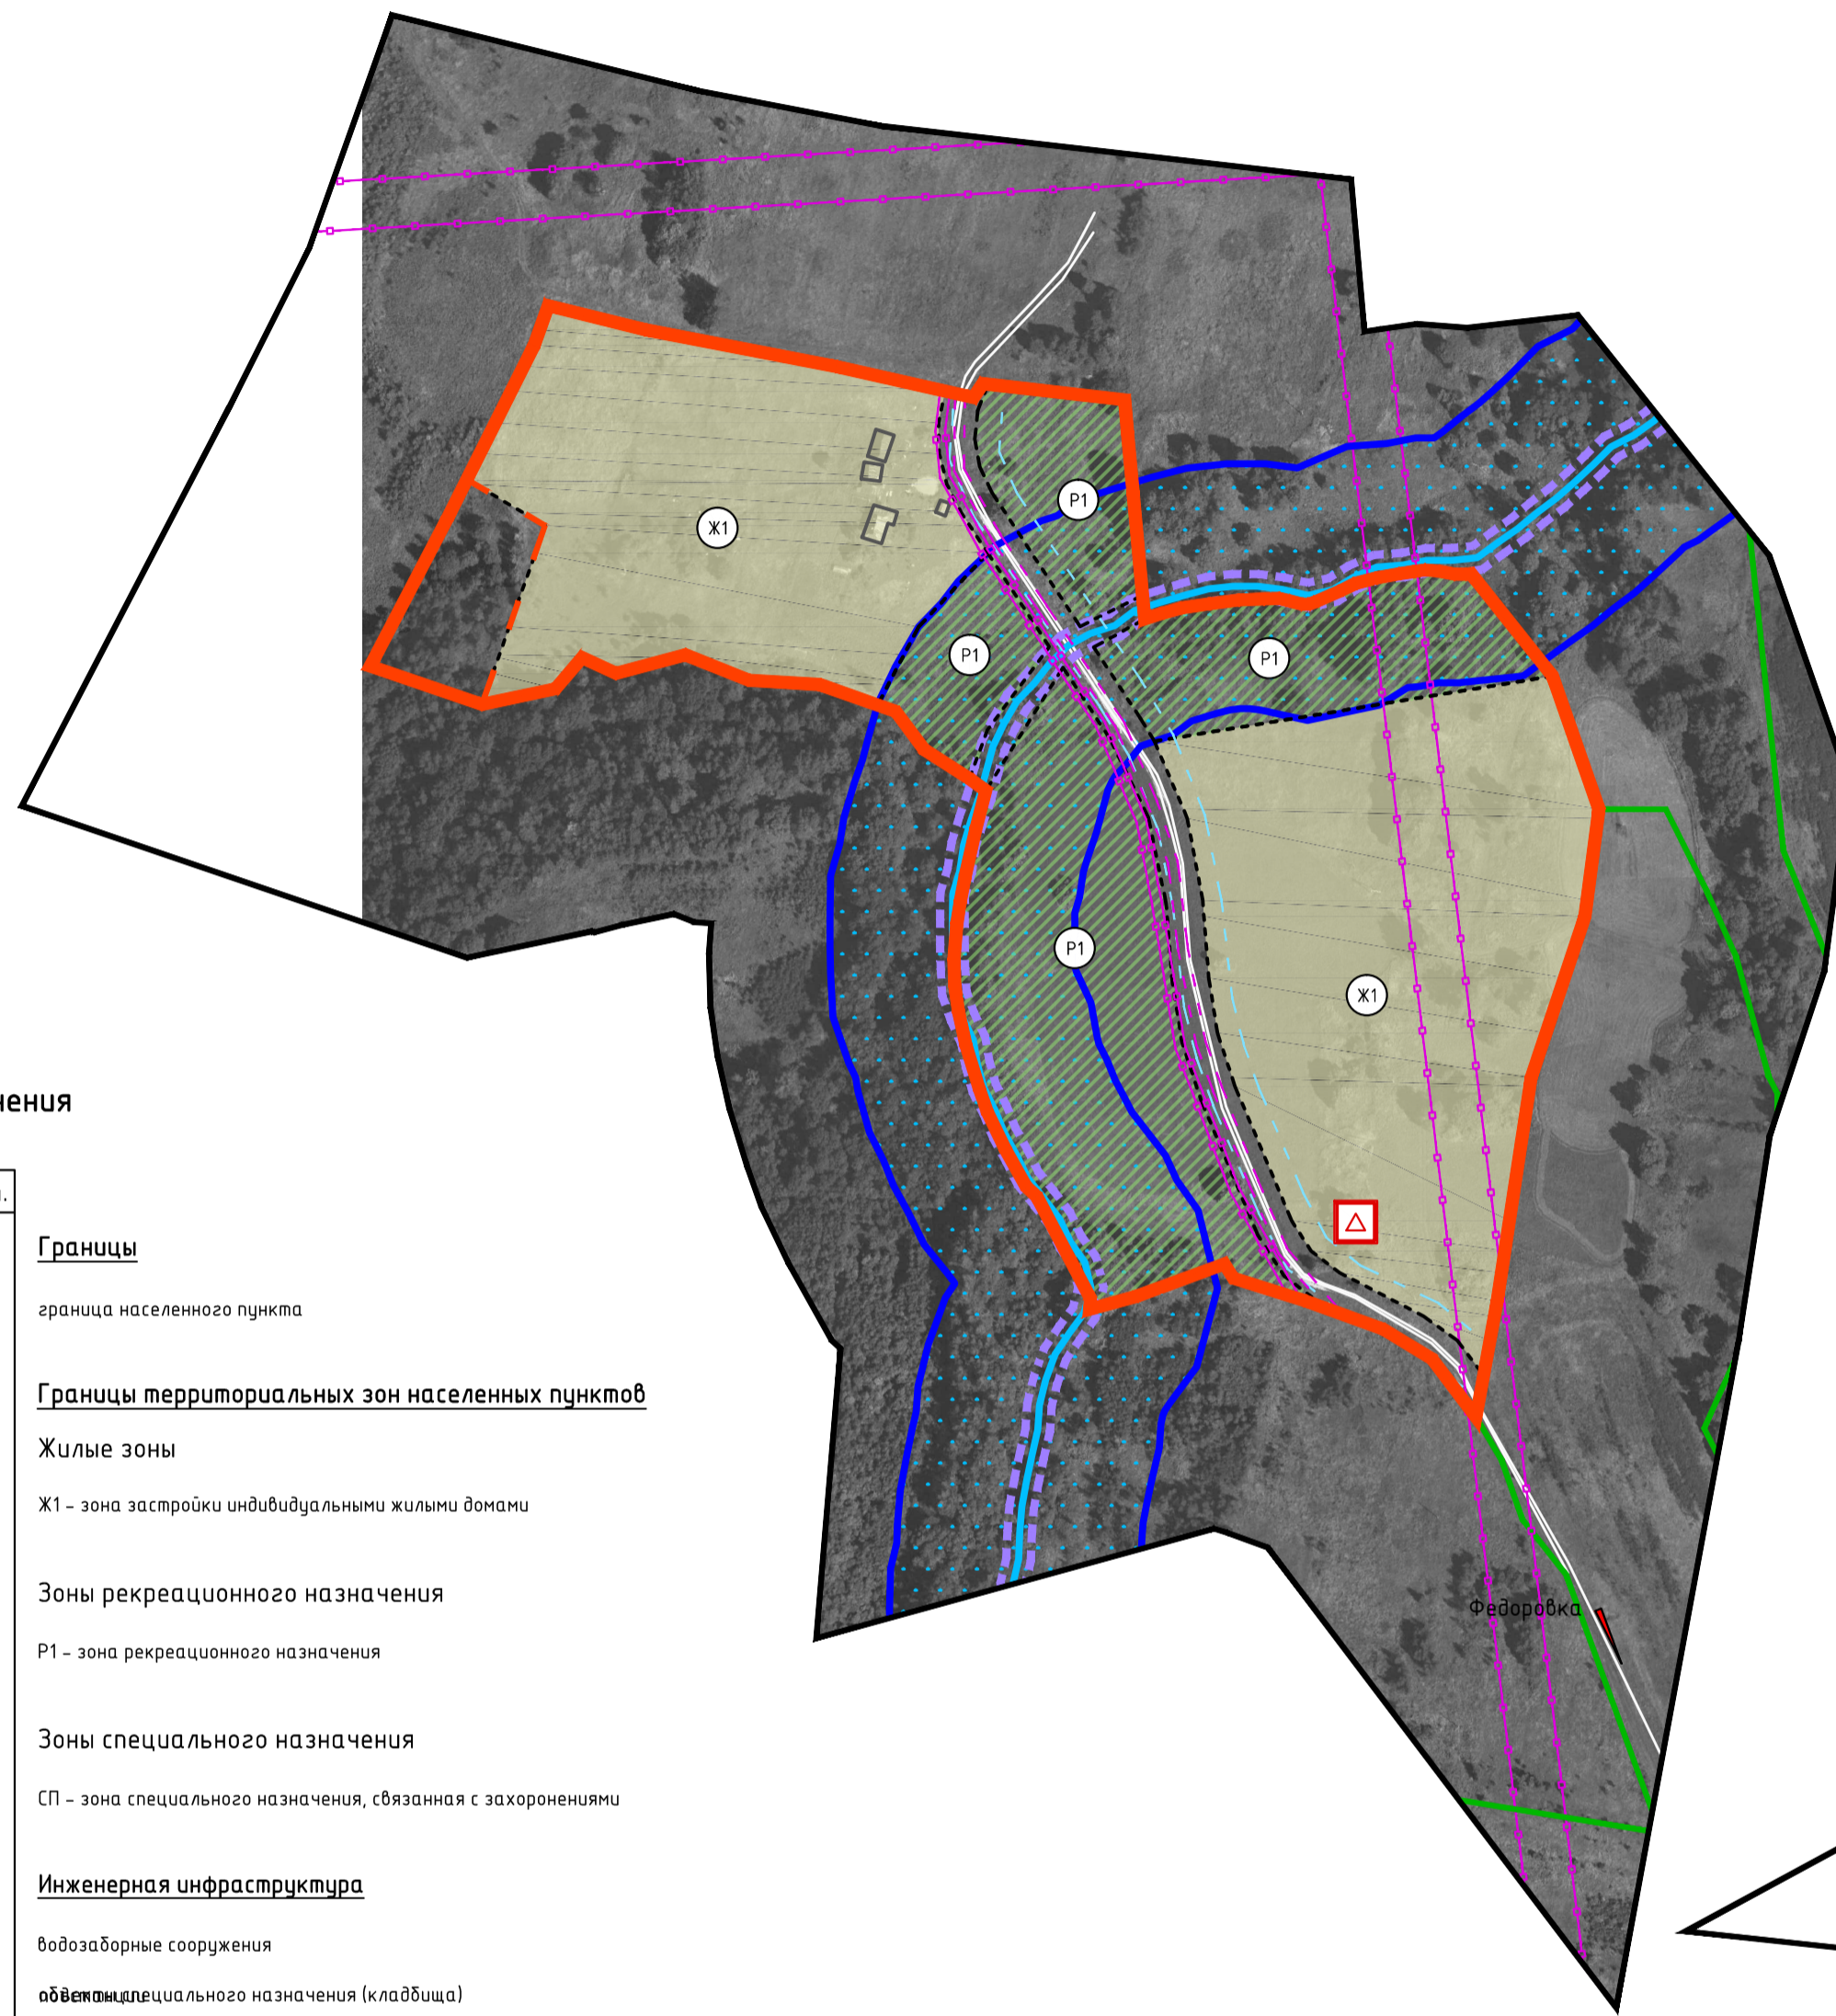 Ж1
Р1
Р1
Р1
Р1
Ж1
Федоровка
Границы
граница населенного пункта
Границы территориальных зон населенных пунктов
Жилые зоны
Ж1 – зона застройки индивидуальными жилыми домами
Зоны рекреационного назначения
Р1 – зона рекреационного назначения
Зоны специального назначения
СП – зона специального назначения, связанная с захоронениями
Инженерная инфраструктура
водозаборные сооружения
специального назначения (кладбища)